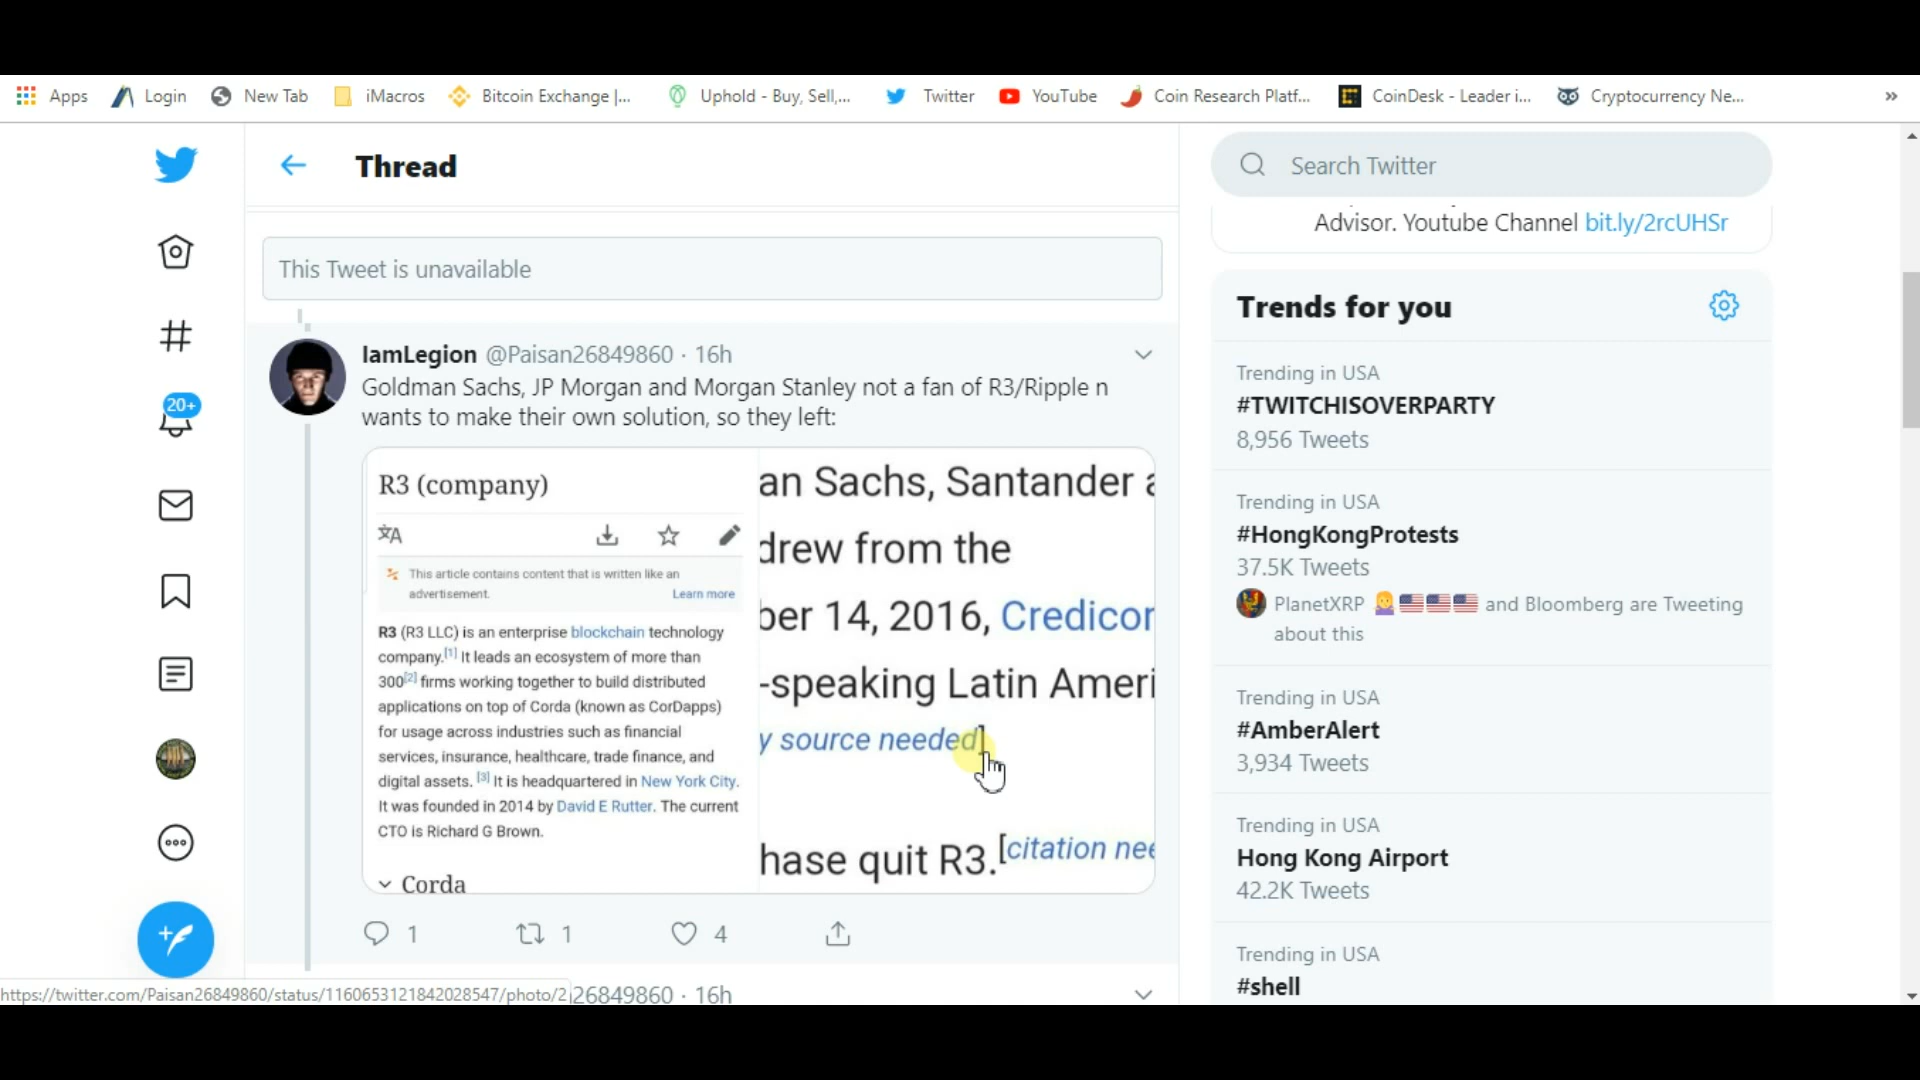 Apps
Login
New Tab
iMacros
Bitcoin Exchange |...
Uphold - Buy, Sell,...
Twitter
YouTube
Coin Research Platf...
CoinDesk - Leader i...
Cryptocurrency Ne...
»
Thread
Search Twitter
This Tweet is unavailable
IamLegion @Paisan26849860 · 16h
Goldman Sachs, JP Morgan and Morgan Stanley not a fan of R3/Ripple n
wants to make their own solution, so they left:
R3 (company)
文A
This article contains content that is written like an
advertisement. Learn more
R3 (R3 LLC) is an enterprise blockchain technology
company.[1] It leads an ecosystem of more than
300[2] firms working together to build distributed
applications on top of Corda (known as CorDapps)
for usage across industries such as financial
services, insurance, healthcare, trade finance, and
digital assets. [3] It is headquartered in New York City.
It was founded in 2014 by David E Rutter. The current
CTO is Richard G Brown.
Corda
an Sachs, Santander a
drew from the
ber 14, 2016, Credicor
-speaking Latin Ameri
y source needed]
hase quit R3.[citation nee
1
1
4
26849860 · 16h
20+
https://twitter.com/Paisan26849860/status/1160653121842028547/photo/2
Advisor. Youtube Channel bit.ly/2rcUHSr
Trends for you
Trending in USA
#TWITCHISOVERPARTY
8,956 Tweets
Trending in USA
#HongKongProtests
37.5K Tweets
PlanetXRP 🤷‍♀️🇺🇸🇺🇸🇺🇸 and Bloomberg are Tweeting
about this
Trending in USA
#AmberAlert
3,934 Tweets
Trending in USA
Hong Kong Airport
42.2K Tweets
Trending in USA
#shell